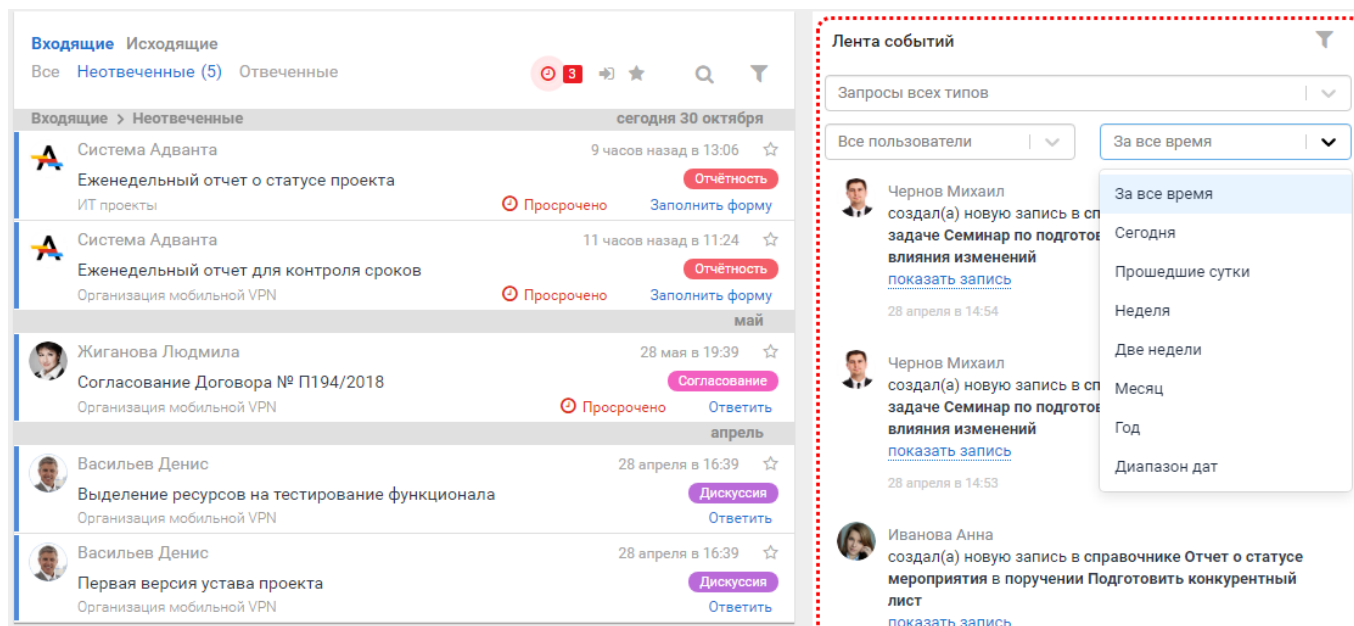 Входящие Исходящие
Все Неотвеченные (5) Отвеченные
3
Входящие > Неотвеченные сегодня 30 октября
Система Адванта 9 часов назад в 13:06
Еженедельный отчет о статусе проекта Отчётность
ИТ проекты Просрочено Заполнить форму
Система Адванта 11 часов назад в 11:24
Еженедельный отчет для контроля сроков Отчётность
Организация мобильной VPN Просрочено Заполнить форму
май
Жиганова Людмила 28 мая в 19:39
Согласование Договора № П194/2018 Согласование
Организация мобильной VPN Просрочено Ответить
апрель
Васильев Денис 28 апреля в 16:39
Выделение ресурсов на тестирование функционала Дискуссия
Организация мобильной VPN Ответить
Васильев Денис 28 апреля в 16:39
Первая версия устава проекта Дискуссия
Организация мобильной VPN Ответить
Лента событий
Запросы всех типов
Все пользователи За все время
Чернов Михаил
создал(а) новую запись в сп
задаче Семинар по подготов
влияния изменений
показать запись
28 апреля в 14:54
Чернов Михаил
создал(а) новую запись в сп
задаче Семинар по подготов
влияния изменений
показать запись
28 апреля в 14:53
За все время
Сегодня
Прошедшие сутки
Неделя
Две недели
Месяц
Год
Диапазон дат
Иванова Анна
создал(а) новую запись в справочнике Отчет о статусе
мероприятия в поручении Подготовить конкурентный
лист
показать запись